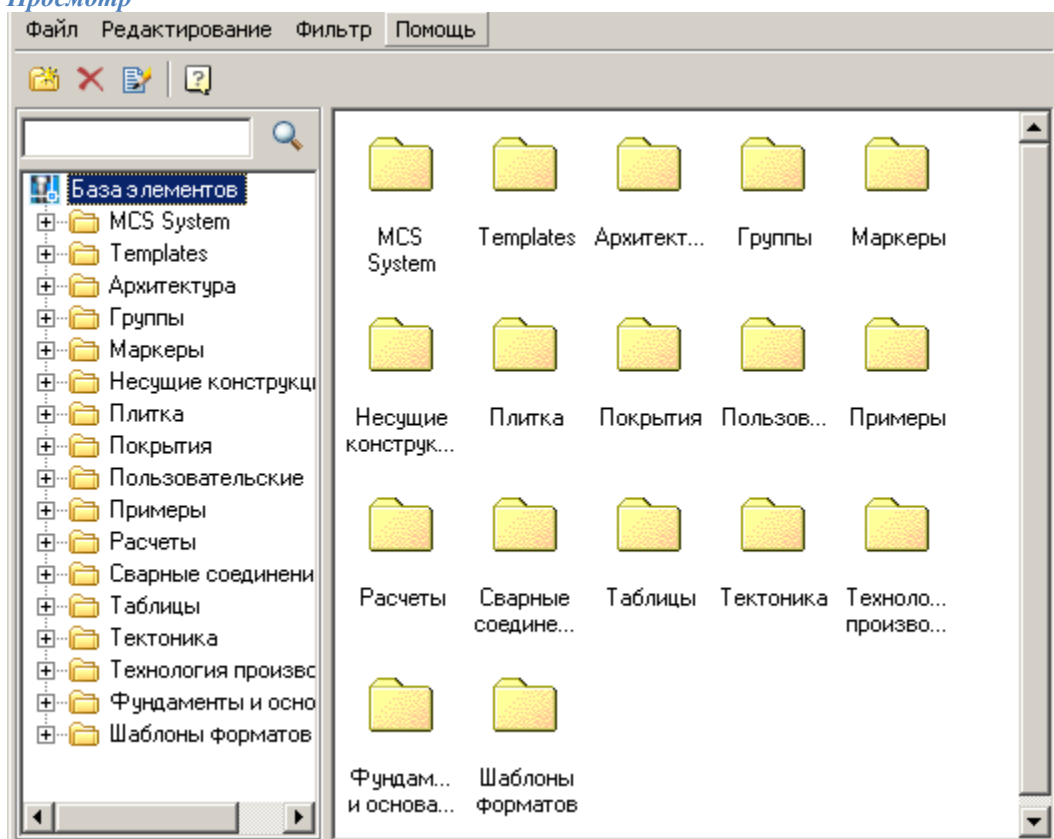 Просмотр
Файл Редактирование Фильтр Помощь
База элементов
MCS System
Templates
Архитектура
Группы
Маркеры
Несущие конструкци
Плитка
Покрытия
Пользовательские
Примеры
Расчеты
Сварные соединени
Таблицы
Тектоника
Технология произво
Фундаменты и осно
Шаблоны форматов
MCS Templates Архитект... Группы Маркеры
System
Несущие Плитка Покрытия Пользов... Примеры
конструк...
Расчеты Сварные Таблицы Тектоника Техноло...
соедине... произво...
Фундам... Шаблоны
и основа... форматов